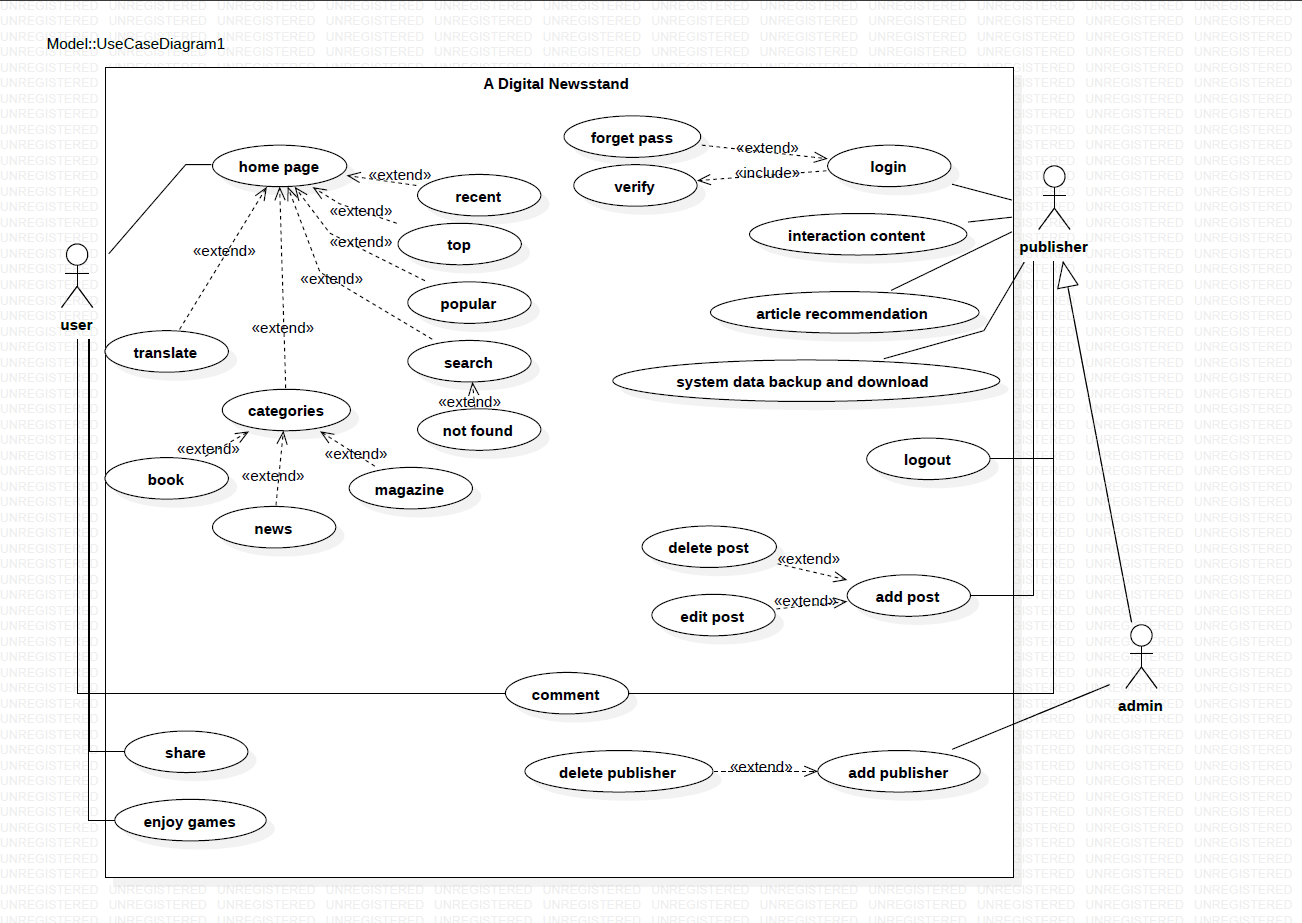 Model::UseCaseDiagram1
A Digital Newsstand
forget pass
«extend»
login
home page
«extend»
recent
verify
«include»
«extend»
top
interaction content
publisher
«extend»
«extend»
«extend»
popular
article recommendation
user
«extend»
translate
search
system data backup and download
«extend»
not found
categories
«extend»
«extend»
«extend»
book
magazine
news
logout
delete post
«extend»
add post
«extend»
edit post
comment
admin
share
delete publisher
«extend»
add publisher
enjoy games
UNREGISTERED